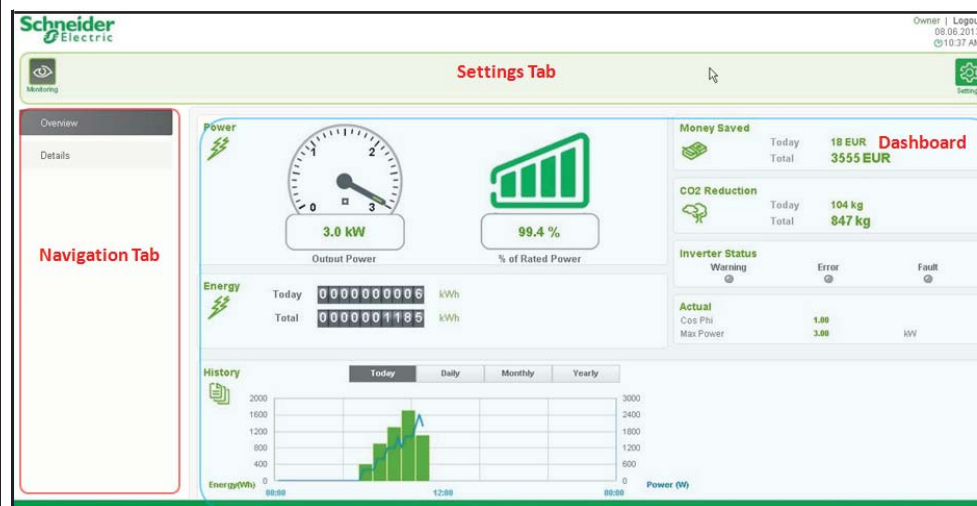 Schneider
Electric
Owner | Logou
08.06.201
10:37 AM
Monitoring
Settings Tab
Setting
Overview
Details
Navigation Tab
Power
0 1 2 3
3.0 kW
Output Power
99.4 %
% of Rated Power
Money Saved
Today 18 EUR
Total 3555 EUR
Dashboard
CO2 Reduction
Today 104 kg
Total 847 kg
Inverter Status
Warning Error Fault
Energy
Today 0000000006 kWh
Total 0000001185 kWh
Actual
Cos Phi 1.00
Max Power 3.00 kW
History
Today Daily Monthly Yearly
2000 3000
1600 2400
1200 1800
800 1200
400 600
0 0
Energy(Wh) Power (W)
00:00 12:00 00:00